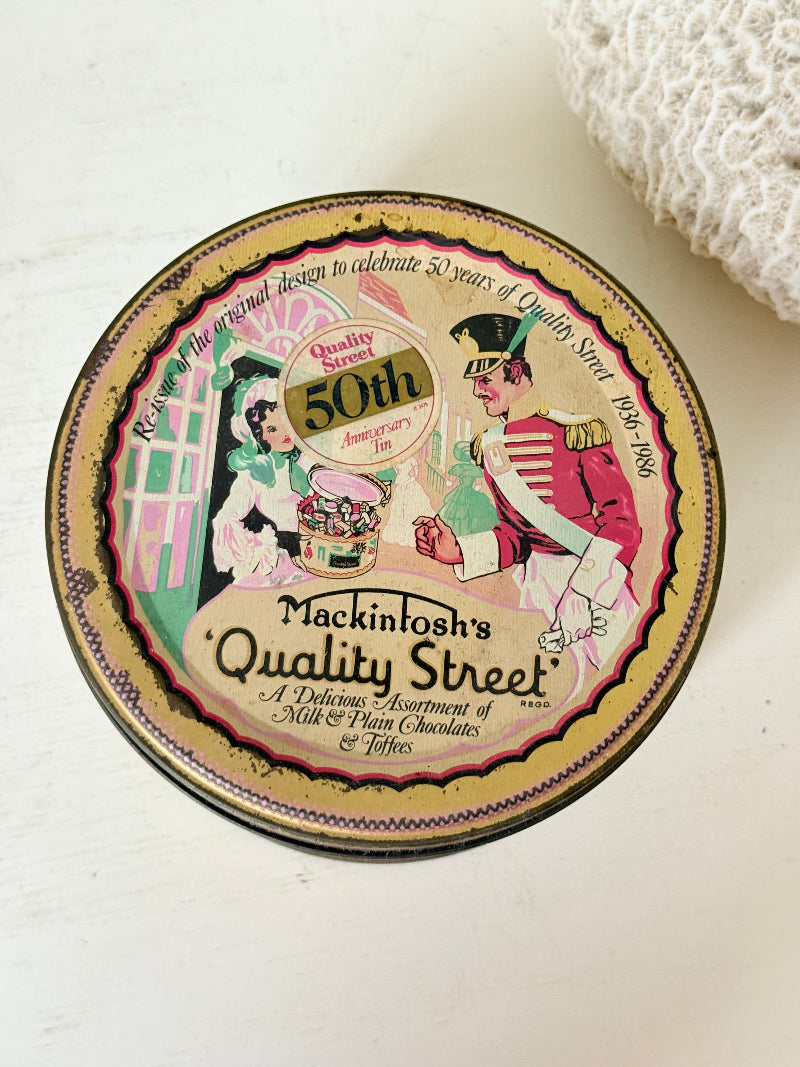 Re-issue of the original design to celebrate 50 years of Quality Street 1936-1986
Quality
Street
50th
Anniversary
Tin
Mackintosh's
'Quality Street'
REGD.
A Delicious Assortment of
Milk & Plain Chocolates
& Toffees